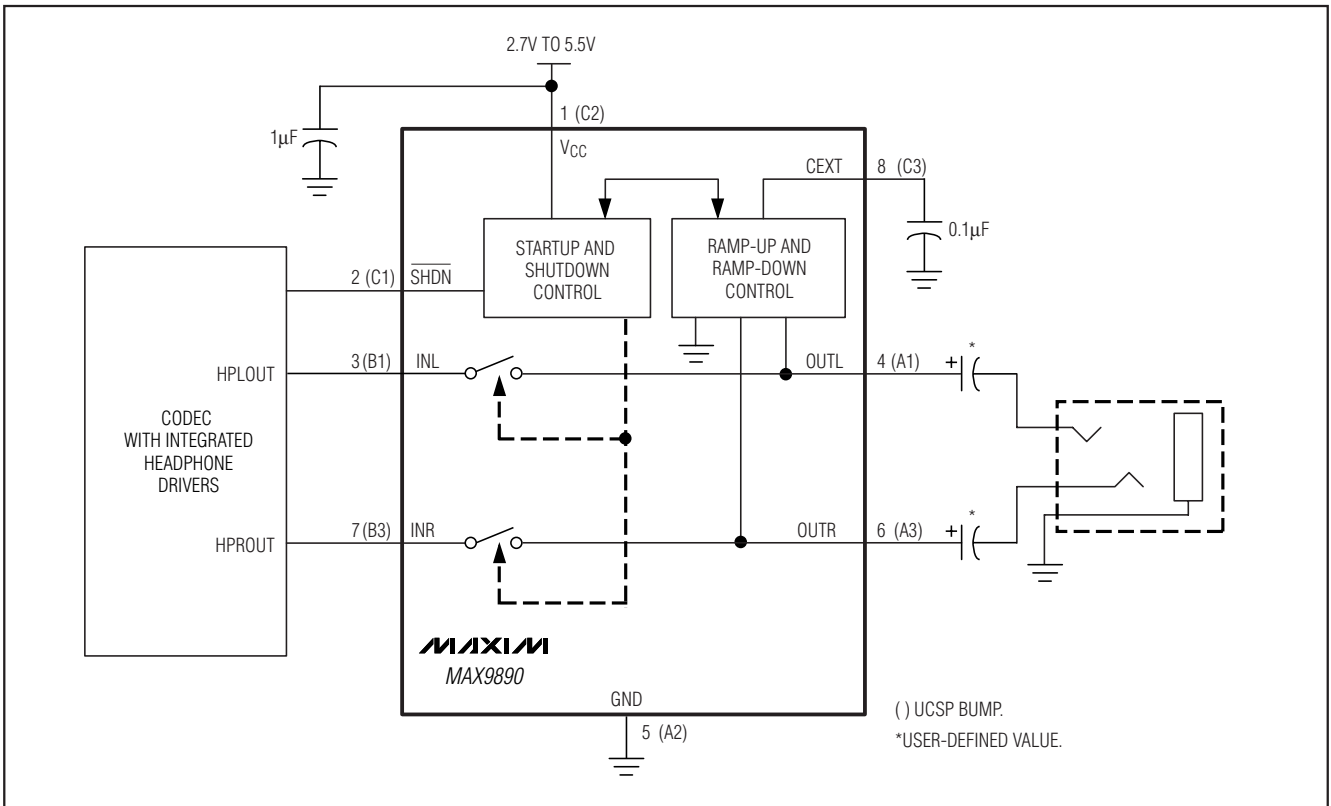 2.7V TO 5.5V
1 (C2)
1μF
VCC
CEXT
8 (C3)
0.1μF
STARTUP AND
SHUTDOWN
CONTROL
RAMP-UP AND
RAMP-DOWN
CONTROL
2 (C1)
SHDN
HPLOUT
3 (B1)
INL
OUTL
4 (A1)
+
*
CODEC
WITH INTEGRATED
HEADPHONE
DRIVERS
HPROUT
7 (B3)
INR
OUTR
6 (A3)
+
*
MAXIM
MAX9890
GND
5 (A2)
( ) UCSP BUMP.
*USER-DEFINED VALUE.